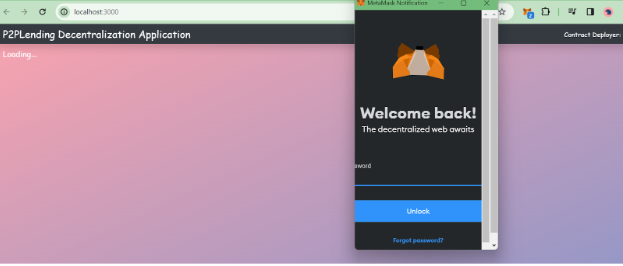 MetaMask Notification
localhost:3000
P2PLending Decentralization Application
Contract Deployer:
Loading...
Welcome back!
The decentralized web awaits
sword
Unlock
Forgot password?